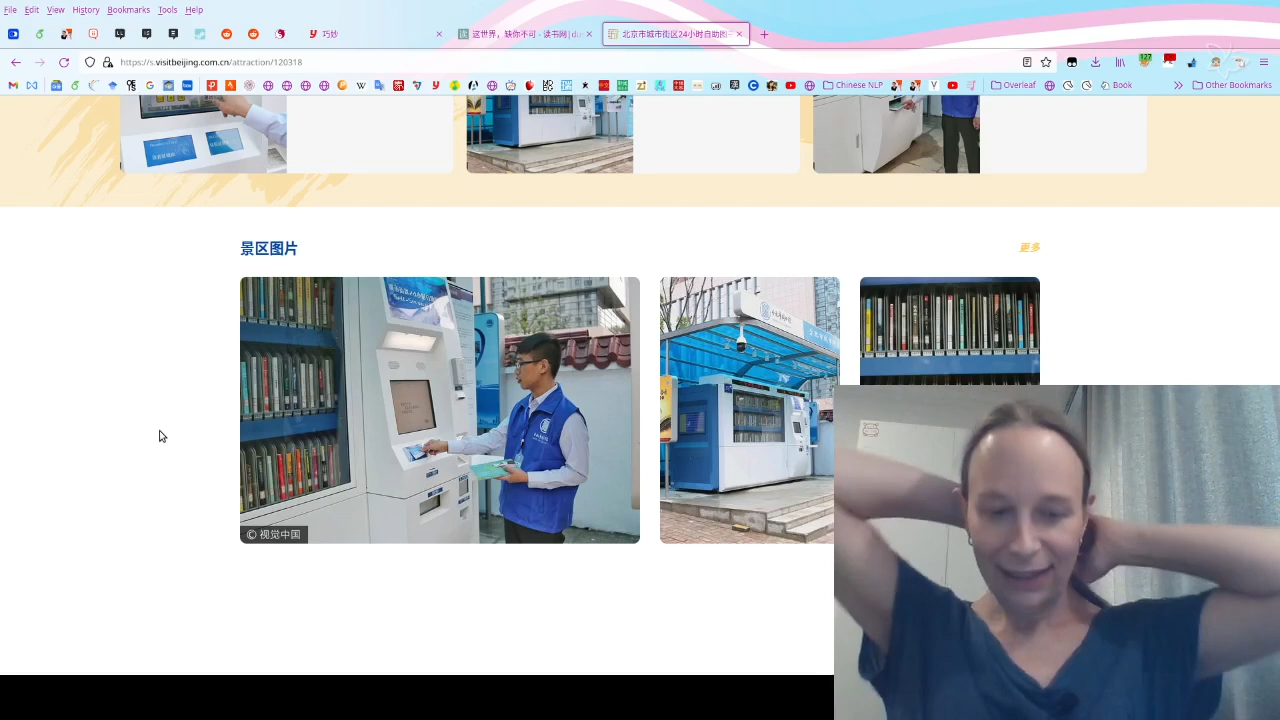 File Edit View History Bookmarks Tools Help
巧妙
这世界，缺你不可 - 读书网|du
北京市城市街区24小时自助图
https://s.visitbeijing.com.cn/attraction/120318
127
Chinese NLP
Overleaf
Book
Other Bookmarks
景区图片
更多
© 视觉中国